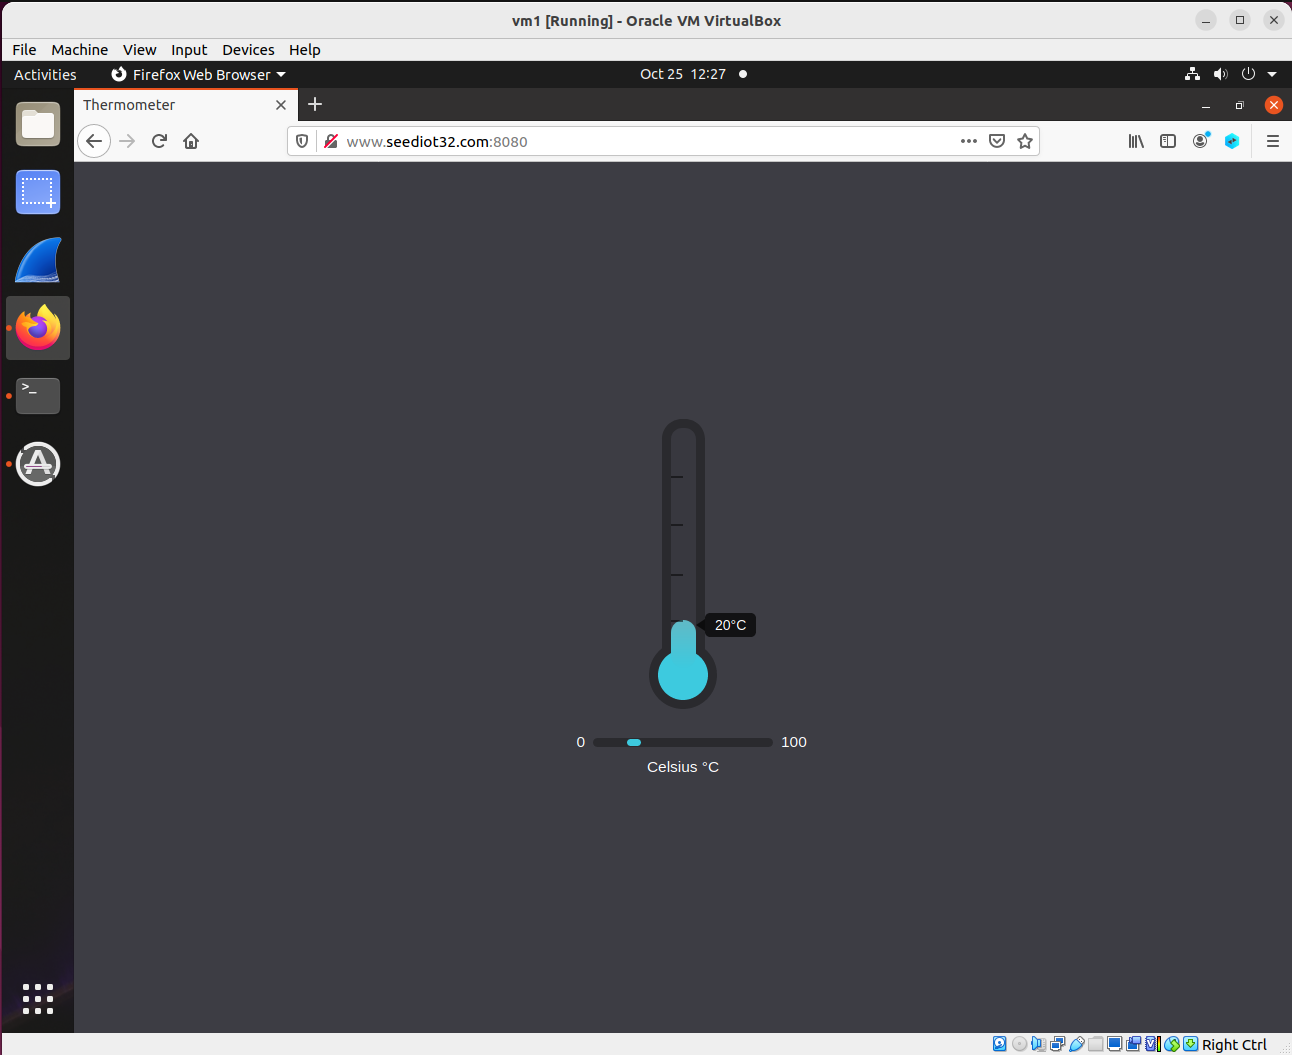 vm1 [Running] - Oracle VM VirtualBox
File Machine View Input Devices Help
Activities Firefox Web Browser Oct 25 12:27
Thermometer
www.seediot32.com:8080
>_
20°C
0 100
Celsius °C
Right Ctrl